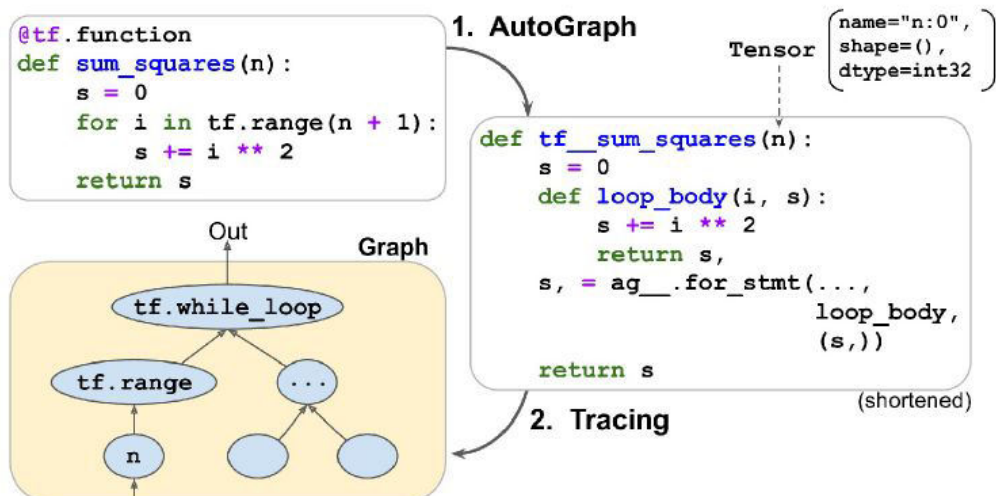 @tf.function
def sum_squares(n):
    s = 0
    for i in tf.range(n + 1):
        s += i ** 2
    return s
1. AutoGraph
Tensor
name="n:0",
shape=(),
dtype=int32
def tf__sum_squares(n):
    s = 0
    def loop_body(i, s):
        s += i ** 2
        return s,
    s, = ag__.for_stmt(...,
                       loop_body,
                       (s,))
    return s
(shortened)
2. Tracing
Out
Graph
tf.while_loop
tf.range
...
n